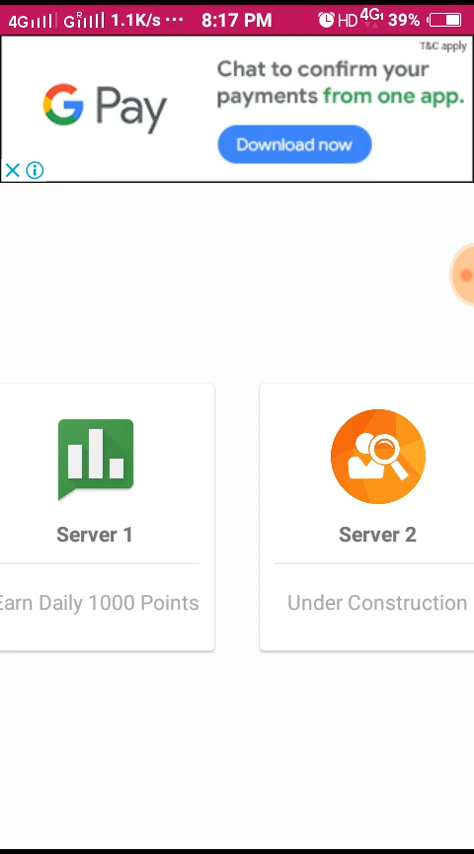 4G R G 1.1K/s ··· 8:17 PM HD 4G 39%
T&C apply
G Pay
Chat to confirm your
payments from one app.
Download now
Server 1
Server 2
Earn Daily 1000 Points
Under Construction